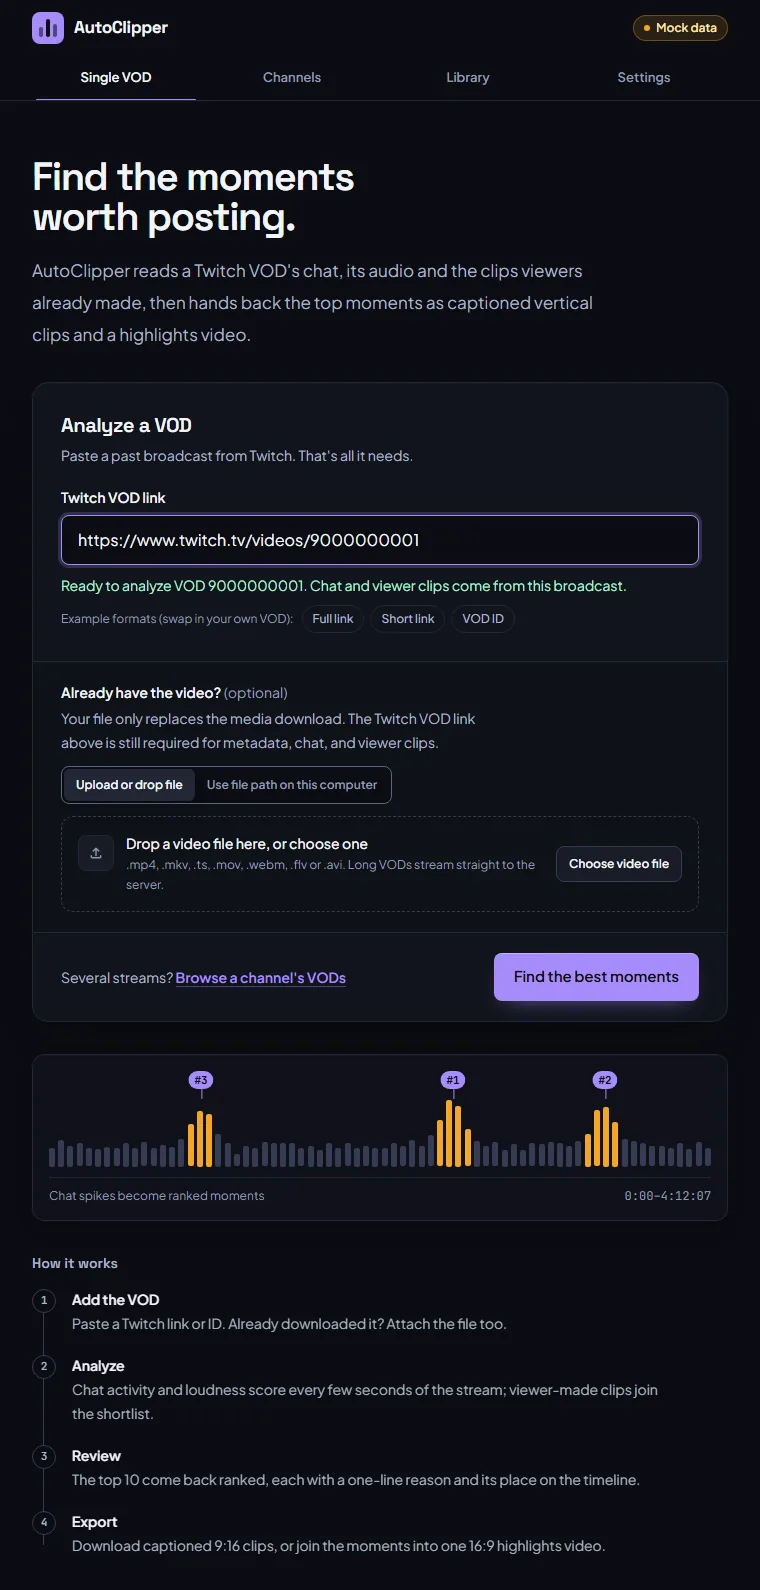 AutoClipper
Mock data
Single VOD
Channels
Library
Settings
Find the moments
worth posting.
AutoClipper reads a Twitch VOD's chat, its audio and the clips viewers
already made, then hands back the top moments as captioned vertical
clips and a highlights video.
Analyze a VOD
Paste a past broadcast from Twitch. That's all it needs.
Twitch VOD link
https://www.twitch.tv/videos/9000000001
Ready to analyze VOD 9000000001. Chat and viewer clips come from this broadcast.
Example formats (swap in your own VOD):
Full link
Short link
VOD ID
Already have the video? (optional)
Your file only replaces the media download. The Twitch VOD link
above is still required for metadata, chat, and viewer clips.
Upload or drop file
Use file path on this computer
Drop a video file here, or choose one
.mp4, .mkv, .ts, .mov, .webm, .flv or .avi. Long VODs stream straight to the
server.
Choose video file
Several streams? Browse a channel's VODs
Find the best moments
#3
#1
#2
Chat spikes become ranked moments
0:00–4:12:07
How it works
1
Add the VOD
Paste a Twitch link or ID. Already downloaded it? Attach the file too.
2
Analyze
Chat activity and loudness score every few seconds of the stream; viewer-made clips join
the shortlist.
3
Review
The top 10 come back ranked, each with a one-line reason and its place on the timeline.
4
Export
Download captioned 9:16 clips, or join the moments into one 16:9 highlights video.